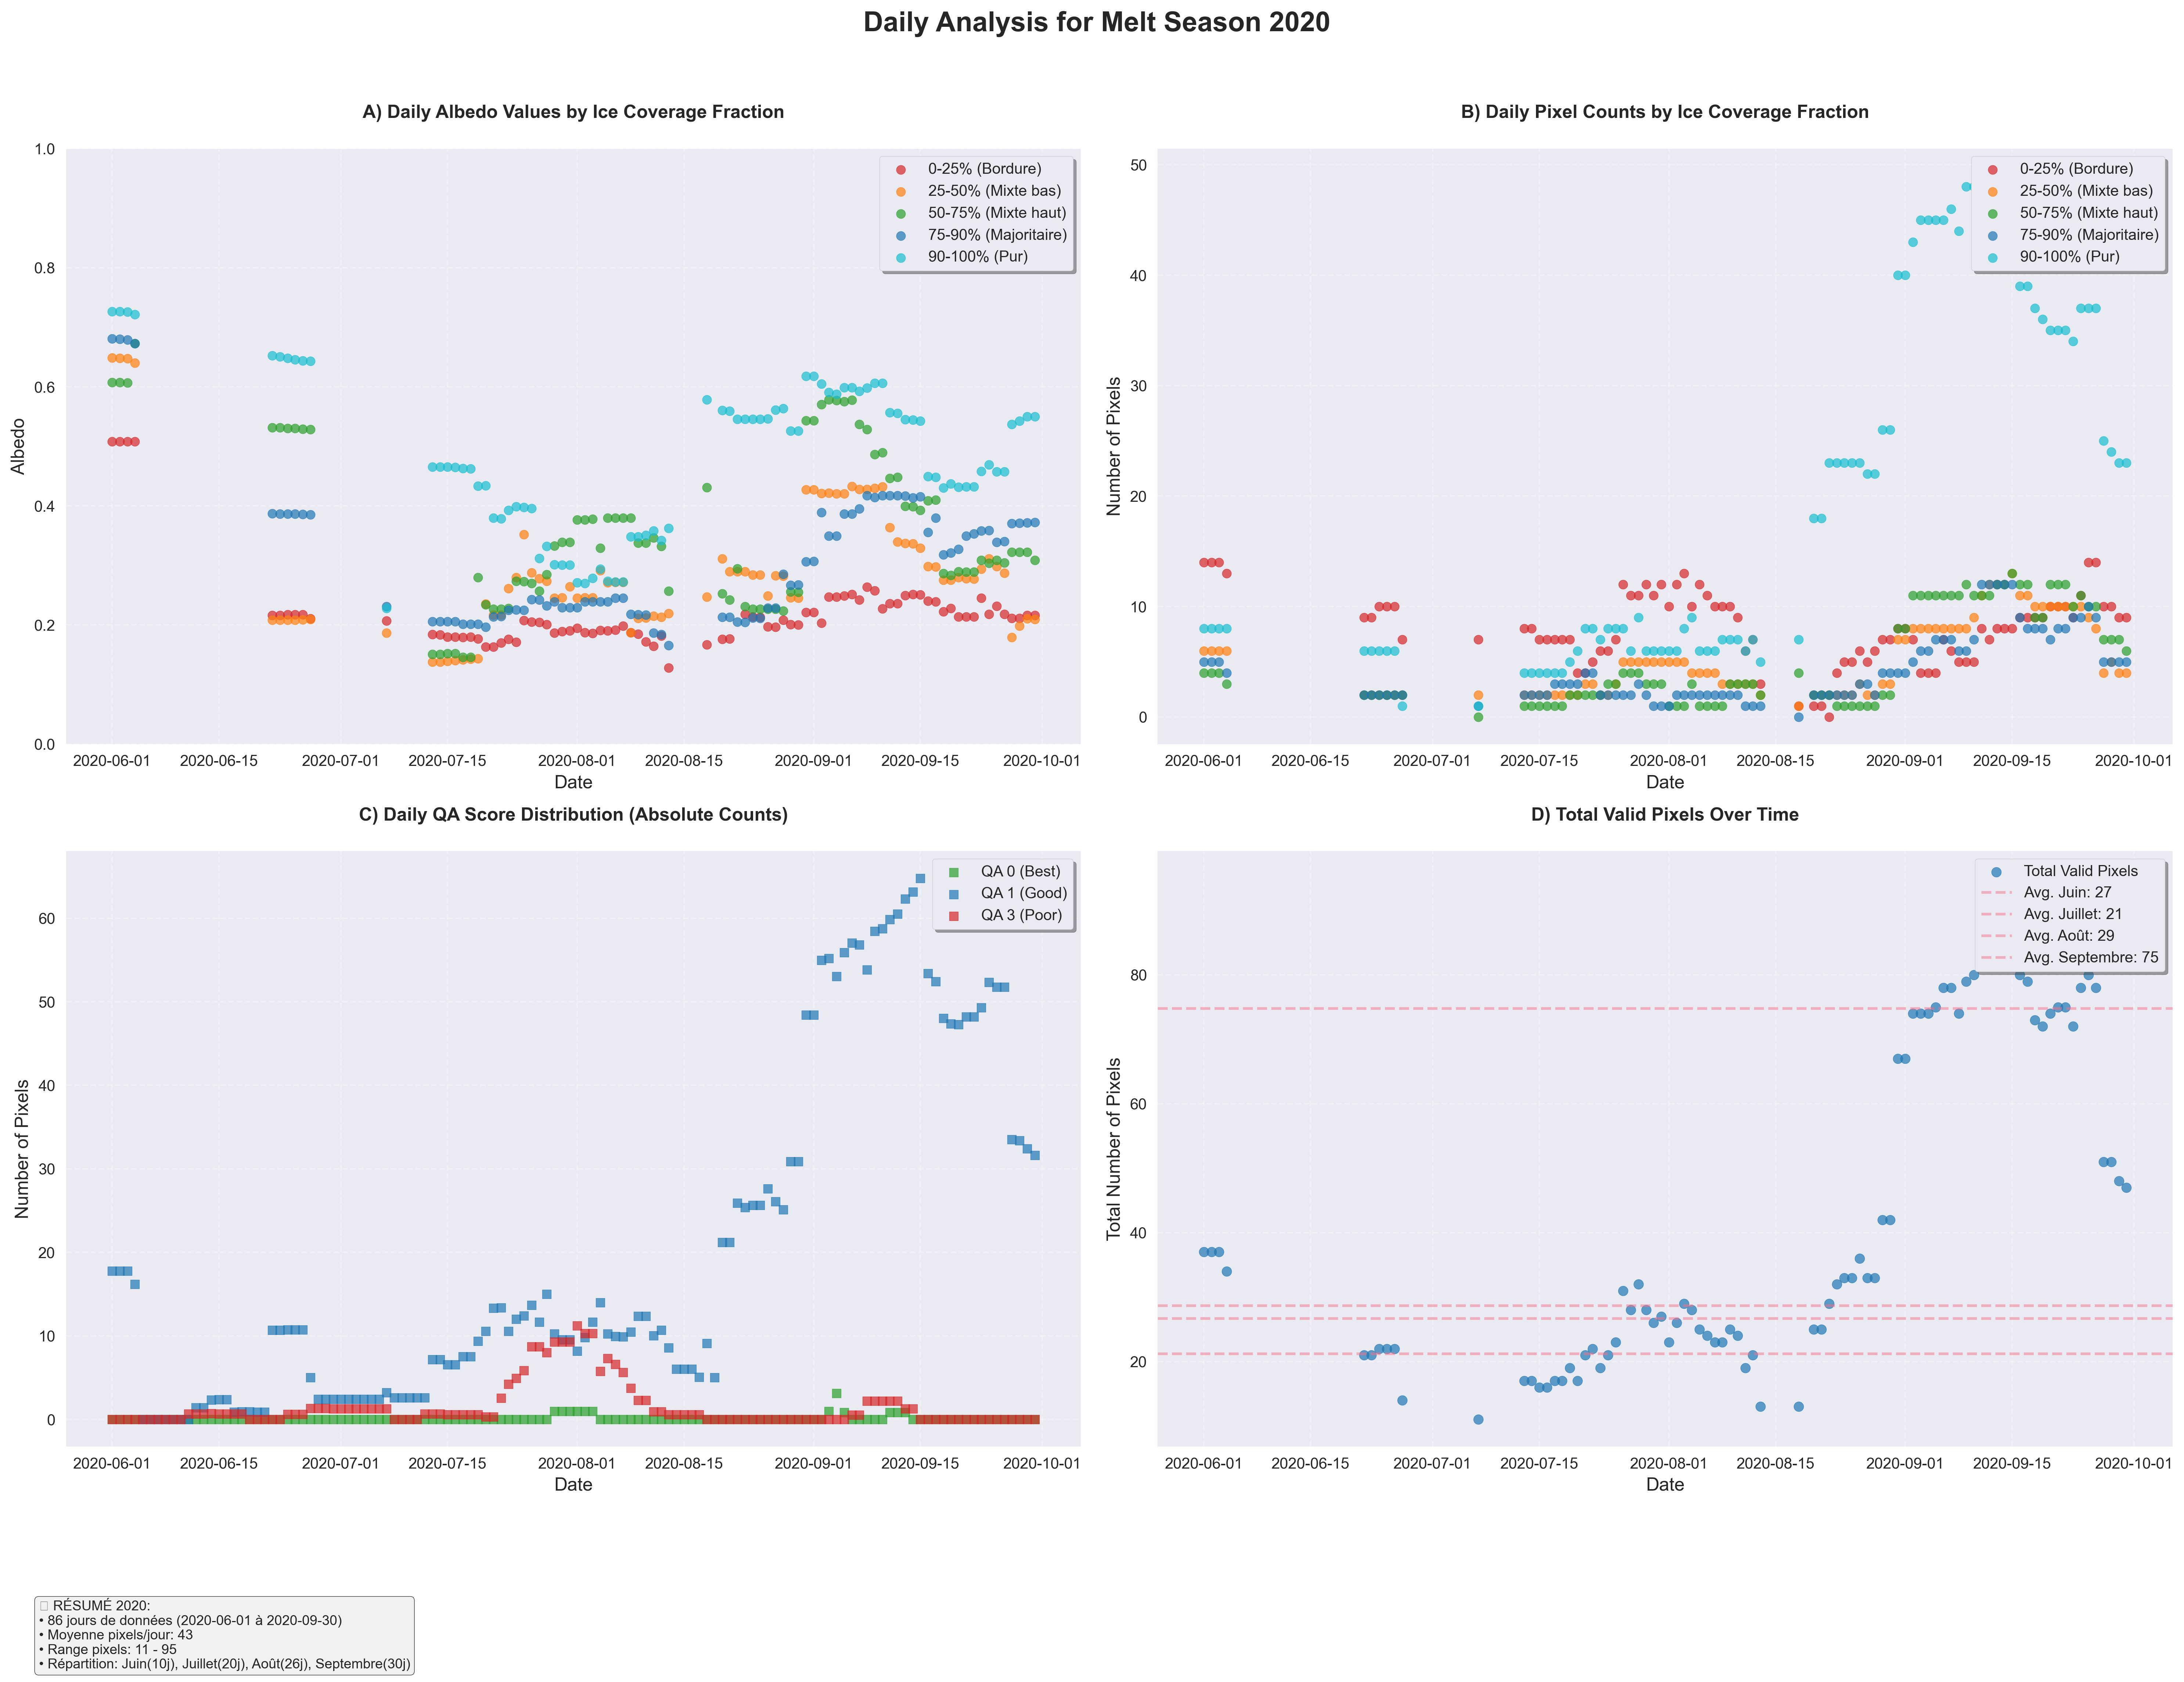 Daily Analysis for Melt Season 2020
A) Daily Albedo Values by Ice Coverage Fraction
1.0
0.8
0.6
0.4
0.2
0.0
Albedo
0-25% (Bordure)
25-50% (Mixte bas)
50-75% (Mixte haut)
75-90% (Majoritaire)
90-100% (Pur)
2020-06-01 2020-06-15 2020-07-01 2020-07-15 2020-08-01 2020-08-15 2020-09-01 2020-09-15 2020-10-01
Date
B) Daily Pixel Counts by Ice Coverage Fraction
50
40
30
20
10
0
Number of Pixels
0-25% (Bordure)
25-50% (Mixte bas)
50-75% (Mixte haut)
75-90% (Majoritaire)
90-100% (Pur)
2020-06-01 2020-06-15 2020-07-01 2020-07-15 2020-08-01 2020-08-15 2020-09-01 2020-09-15 2020-10-01
Date
C) Daily QA Score Distribution (Absolute Counts)
60
50
40
30
20
10
0
Number of Pixels
QA 0 (Best)
QA 1 (Good)
QA 3 (Poor)
2020-06-01 2020-06-15 2020-07-01 2020-07-15 2020-08-01 2020-08-15 2020-09-01 2020-09-15 2020-10-01
Date
D) Total Valid Pixels Over Time
80
60
40
20
Total Number of Pixels
Total Valid Pixels
Avg. Juin: 27
Avg. Juillet: 21
Avg. Août: 29
Avg. Septembre: 75
2020-06-01 2020-06-15 2020-07-01 2020-07-15 2020-08-01 2020-08-15 2020-09-01 2020-09-15 2020-10-01
Date
RÉSUMÉ 2020:
• 86 jours de données (2020-06-01 à 2020-09-30)
• Moyenne pixels/jour: 43
• Range pixels: 11 - 95
• Répartition: Juin(10j), Juillet(20j), Août(26j), Septembre(30j)